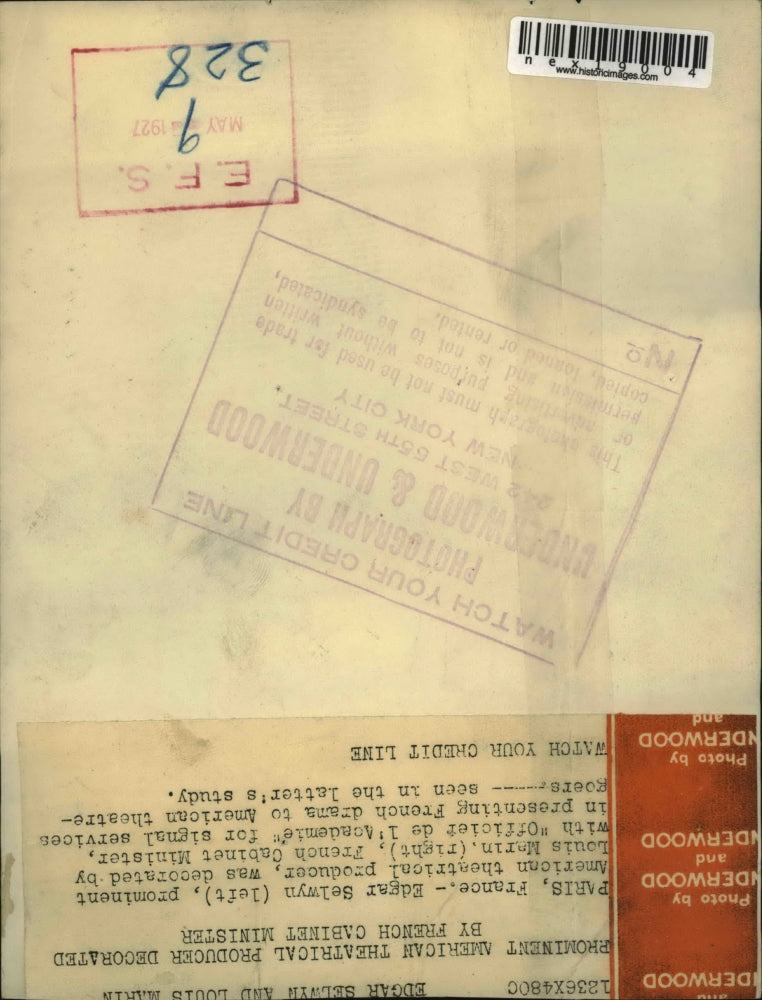 nex19004
www.historicimages.com
328
9
MAY 1927
E. F. S.
WATCH YOUR CREDIT LINE
PHOTOGRAPH BY
UNDERWOOD & UNDERWOOD
242 WEST 55TH STREET,
NEW YORK CITY
This photograph must not be used for trade
or advertising purposes without written
permission and is not to be syndicated,
copied, loaned or rented.
No
1236X480C EDGAR SELWYN AND LOUIS MARIN
PROMINENT AMERICAN THEATRICAL PRODUCER DECORATED
BY FRENCH CABINET MINISTER
PARIS, France.- Edgar Selwyn (left), prominent
American theatrical producer, was decorated by
Louis Marin,(right), French Cabinet Minister,
with "Officier de l'Academie" for signal services
in presenting French drama to American theatre-
goers----- seen in the latter's study.
WATCH YOUR CREDIT LINE
NDERWOOD
Photo by
NDERWOOD
and
NDERWOOD
Photo by
NDERWOOD
and